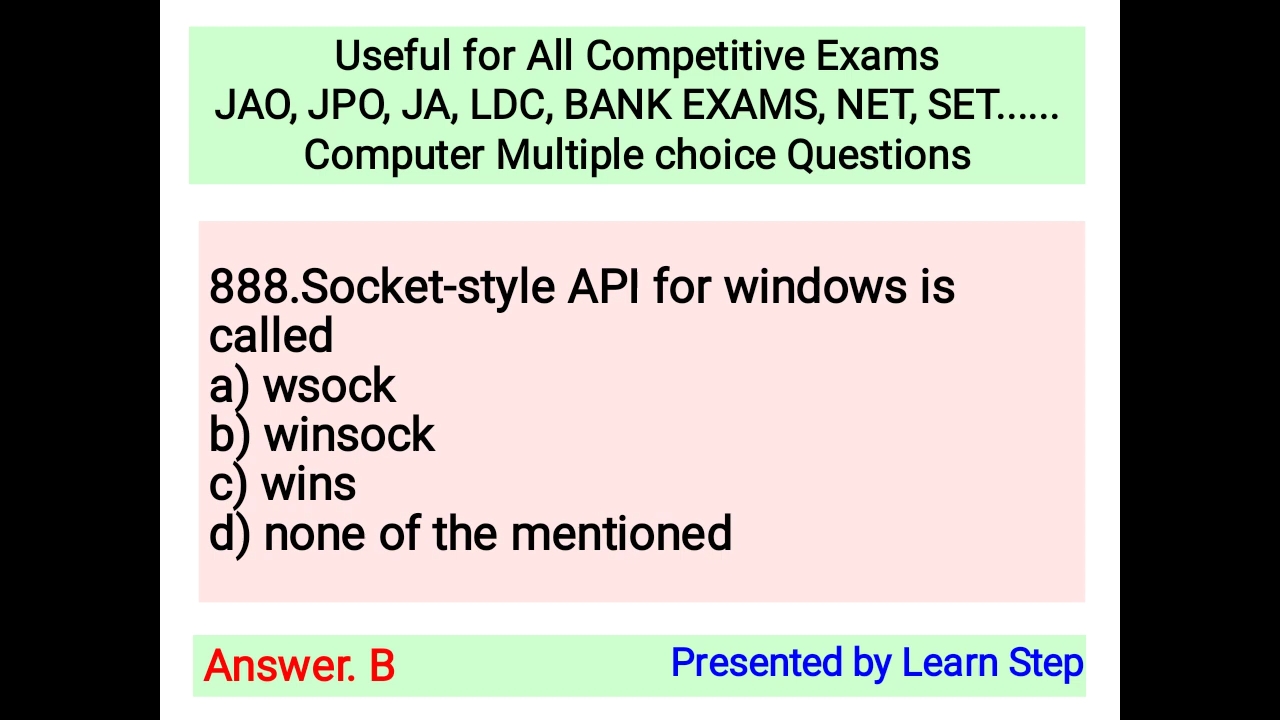 Useful for All Competitive Exams
JAO, JPO, JA, LDC, BANK EXAMS, NET, SET......
Computer Multiple choice Questions
888.Socket-style API for windows is
called
a) wsock
b) winsock
c) wins
d) none of the mentioned
Answer. B
Presented by Learn Step